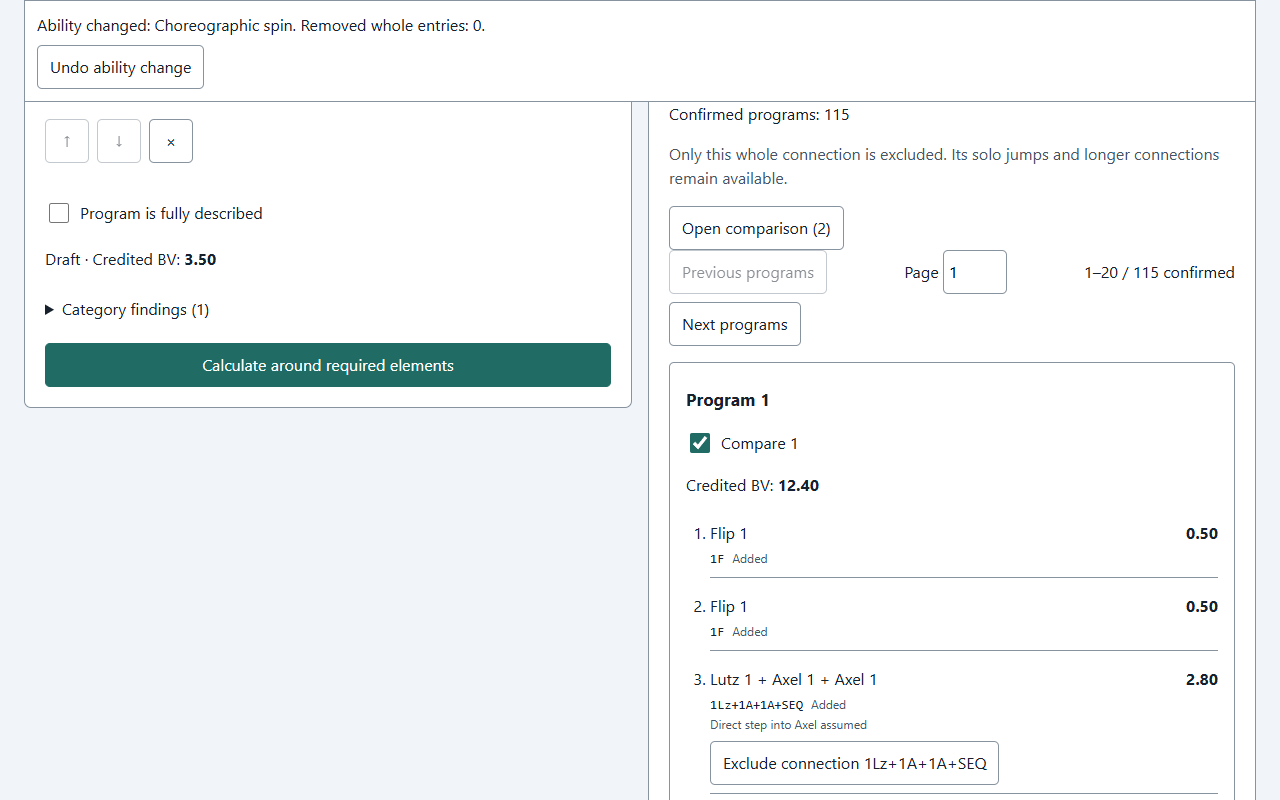 Ability changed: Choreographic spin. Removed whole entries: 0.
Undo ability change
↑ ↓ ×
Program is fully described
Draft · Credited BV: 3.50
▶ Category findings (1)
Calculate around required elements
Confirmed programs: 115
Only this whole connection is excluded. Its solo jumps and longer connections
remain available.
Open comparison (2)
Previous programs Page 1 1–20 / 115 confirmed
Next programs
Program 1
Compare 1
Credited BV: 12.40
1. Flip 1 0.50
1F Added
2. Flip 1 0.50
1F Added
3. Lutz 1 + Axel 1 + Axel 1 2.80
1Lz+1A+1A+SEQ Added
Direct step into Axel assumed
Exclude connection 1Lz+1A+1A+SEQ